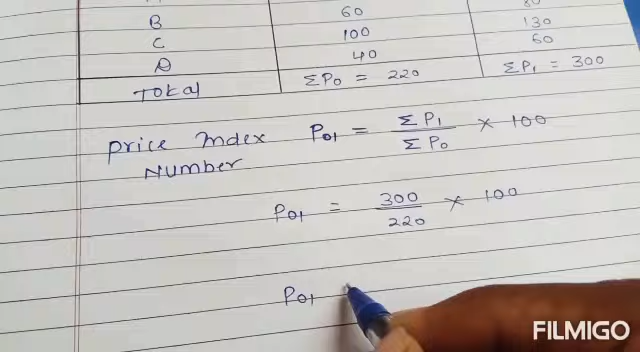 B 60 80
C 100 130
D 40 60
Total ΣP0 = 220 ΣP1 = 300
Price Index P01 = ΣP1 / ΣP0 × 100
Number
P01 = 300 / 220 × 100
P01
FILMIGO